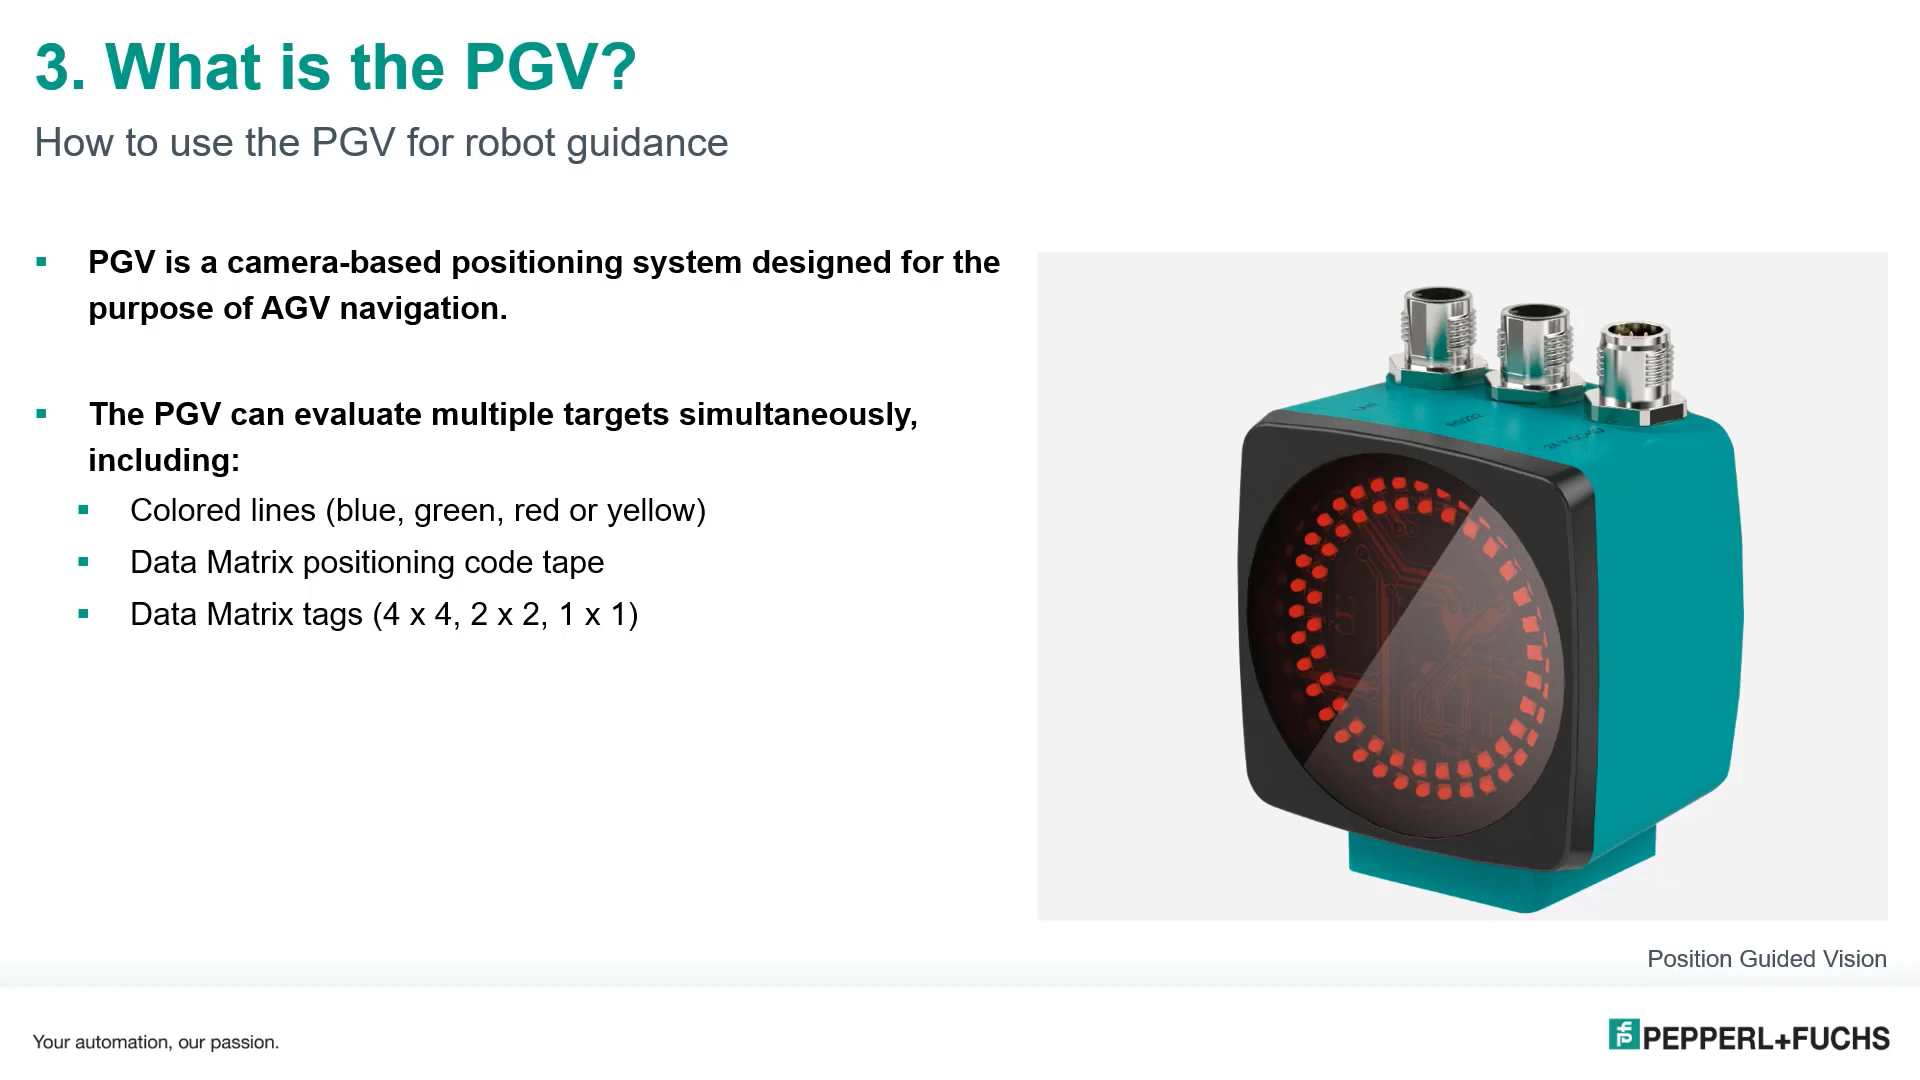 3. What is the PGV?
How to use the PGV for robot guidance
PGV is a camera-based positioning system designed for the
purpose of AGV navigation.
The PGV can evaluate multiple targets simultaneously,
including:
Colored lines (blue, green, red or yellow)
Data Matrix positioning code tape
Data Matrix tags (4 x 4, 2 x 2, 1 x 1)
LAN
RS232
Position Guided Vision
Your automation, our passion.
PEPPERL+FUCHS